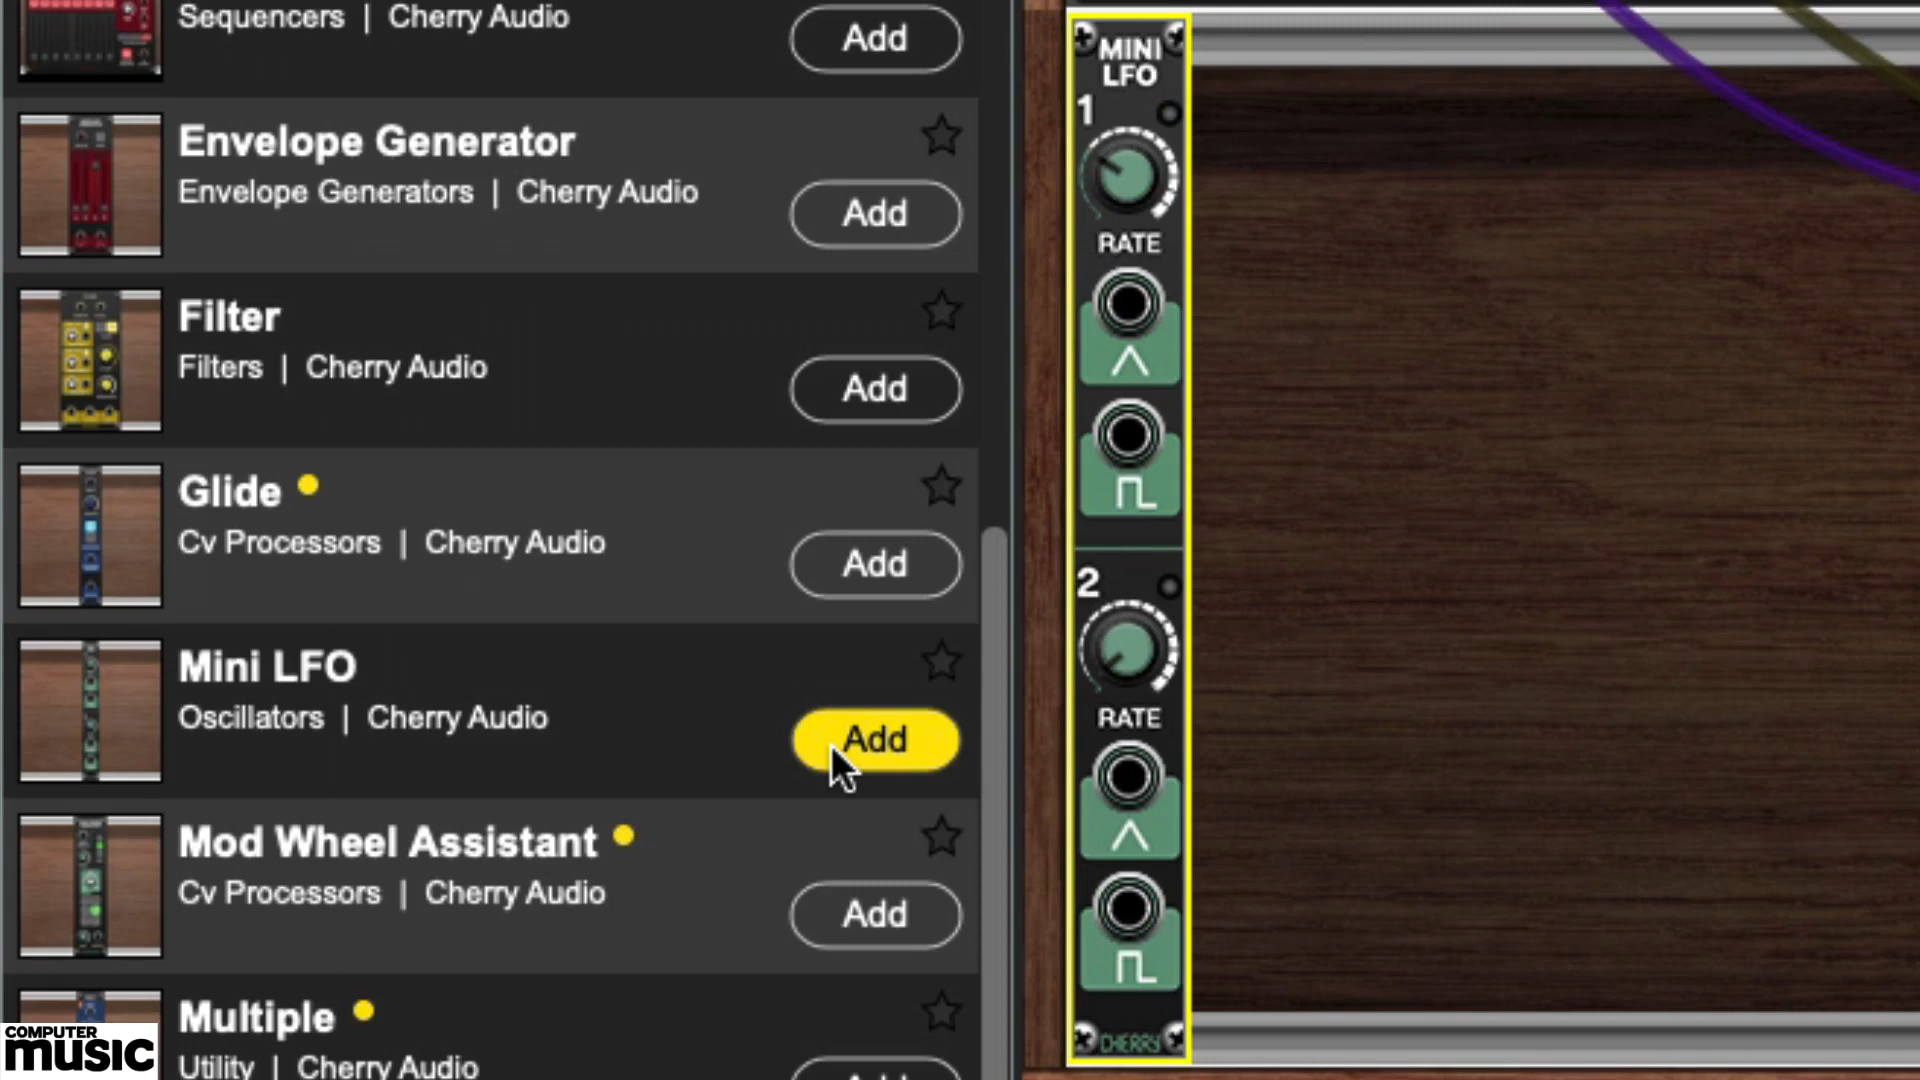 Sequencers | Cherry Audio
Add
Envelope Generator
Envelope Generators | Cherry Audio
Add
Filter
Filters | Cherry Audio
Add
Glide
Cv Processors | Cherry Audio
Add
Mini LFO
Oscillators | Cherry Audio
Add
Mod Wheel Assistant
Cv Processors | Cherry Audio
Add
Multiple
Utility | Cherry Audio
Add
MINI
LFO
1
RATE
2
RATE
CHERRY
COMPUTER
music